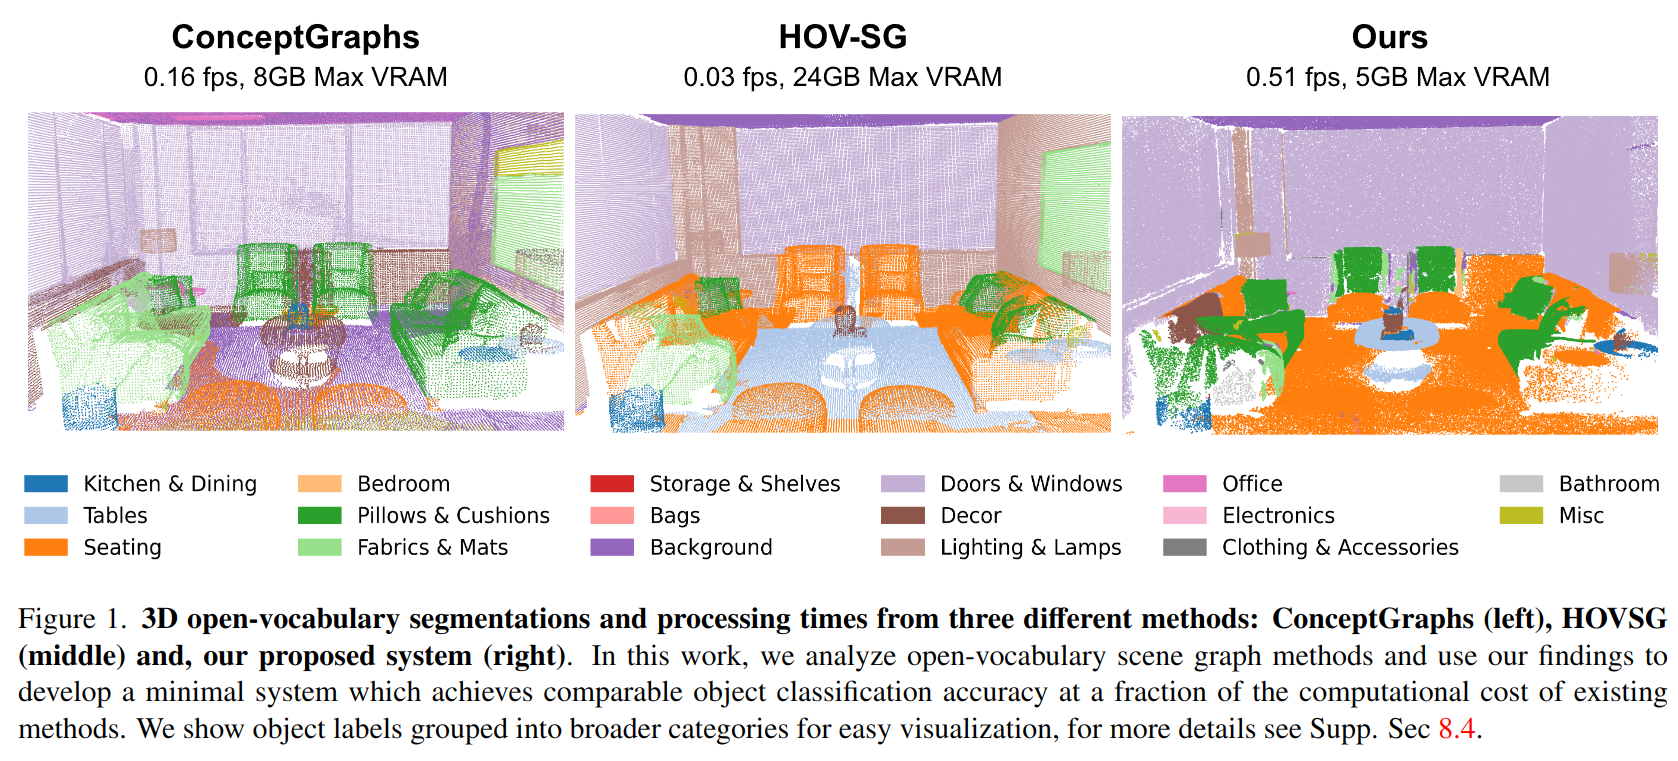 ConceptGraphs
0.16 fps, 8GB Max VRAM
HOV-SG
0.03 fps, 24GB Max VRAM
Ours
0.51 fps, 5GB Max VRAM
Kitchen & Dining
Tables
Seating
Bedroom
Pillows & Cushions
Fabrics & Mats
Storage & Shelves
Bags
Background
Doors & Windows
Decor
Lighting & Lamps
Office
Electronics
Clothing & Accessories
Bathroom
Misc
Figure 1. 3D open-vocabulary segmentations and processing times from three different methods: ConceptGraphs (left), HOVSG
(middle) and, our proposed system (right). In this work, we analyze open-vocabulary scene graph methods and use our findings to
develop a minimal system which achieves comparable object classification accuracy at a fraction of the computational cost of existing
methods. We show object labels grouped into broader categories for easy visualization, for more details see Supp. Sec 8.4.